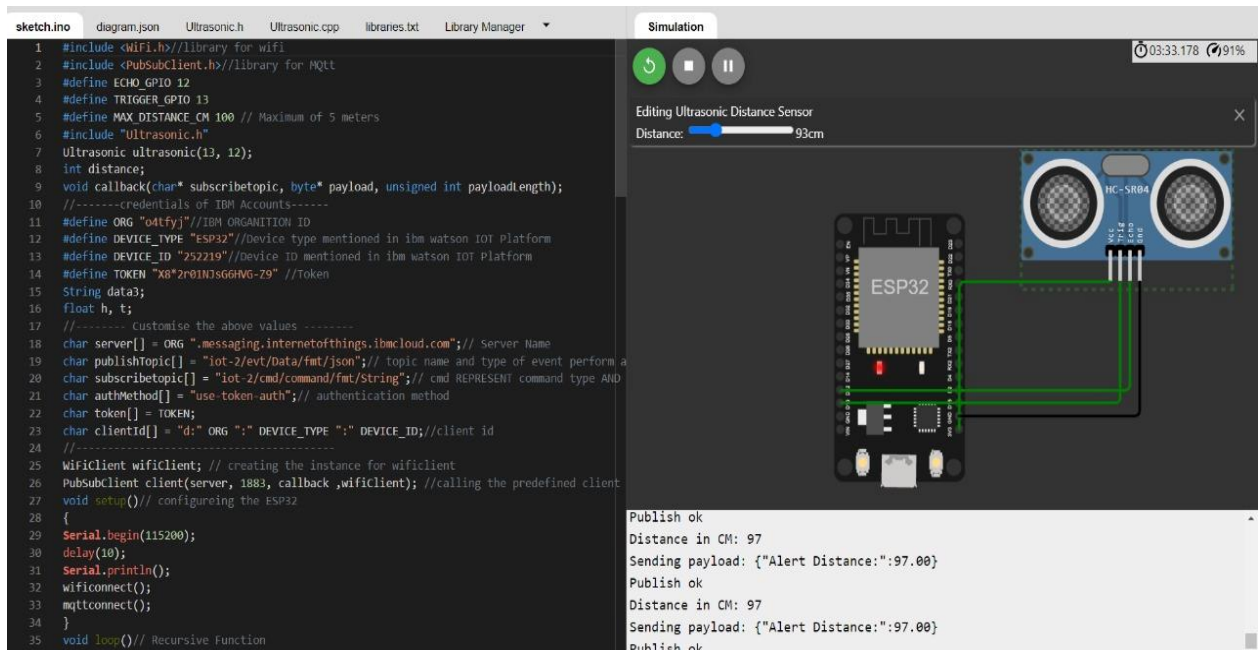 sketch.ino diagram.json Ultrasonic.h Ultrasonic.cpp libraries.txt Library Manager
1 #include <WiFi.h>//library for wifi
2 #include <PubSubClient.h>//library for MQtt
3 #define ECHO_GPIO 12
4 #define TRIGGER_GPIO 13
5 #define MAX_DISTANCE_CM 100 // Maximum of 5 meters
6 #include "Ultrasonic.h"
7 Ultrasonic ultrasonic(13, 12);
8 int distance;
9 void callback(char* subscribetopic, byte* payload, unsigned int payloadLength);
10 //-------credentials of IBM Accounts------
11 #define ORG "o4tfyj"//IBM ORGANITION ID
12 #define DEVICE_TYPE "ESP32"//Device type mentioned in ibm watson IOT Platform
13 #define DEVICE_ID "252219"//Device ID mentioned in ibm watson IOT Platform
14 #define TOKEN "X8*2r01NJsGGHVG-Z9" //Token
15 String data3;
16 float h, t;
17 //-------- Customise the above values --------
18 char server[] = ORG ".messaging.internetofthings.ibmcloud.com";// Server Name
19 char publishTopic[] = "iot-2/evt/Data/fmt/json";// topic name and type of event perform a
20 char subscribetopic[] = "iot-2/cmd/command/fmt/String";// cmd REPRESENT command type AND
21 char authMethod[] = "use-token-auth";// authentication method
22 char token[] = TOKEN;
23 char clientId[] = "d:" ORG ":" DEVICE_TYPE ":" DEVICE_ID;//client id
24 //-----------------------------------------
25 WiFiClient wifiClient; // creating the instance for wificlient
26 PubSubClient client(server, 1883, callback ,wifiClient); //calling the predefined client
27 void setup()// configureing the ESP32
28 {
29 Serial.begin(115200);
30 delay(10);
31 Serial.println();
32 wificonnect();
33 mqttconnect();
34 }
35 void loop()// Recursive Function
Simulation
03:33.178 91%
Editing Ultrasonic Distance Sensor
Distance: 93cm
HC-SR04
Vcc Trig Echo Gnd
ESP32
Publish ok
Distance in CM: 97
Sending payload: {"Alert Distance:":97.00}
Publish ok
Distance in CM: 97
Sending payload: {"Alert Distance:":97.00}
Publish ok